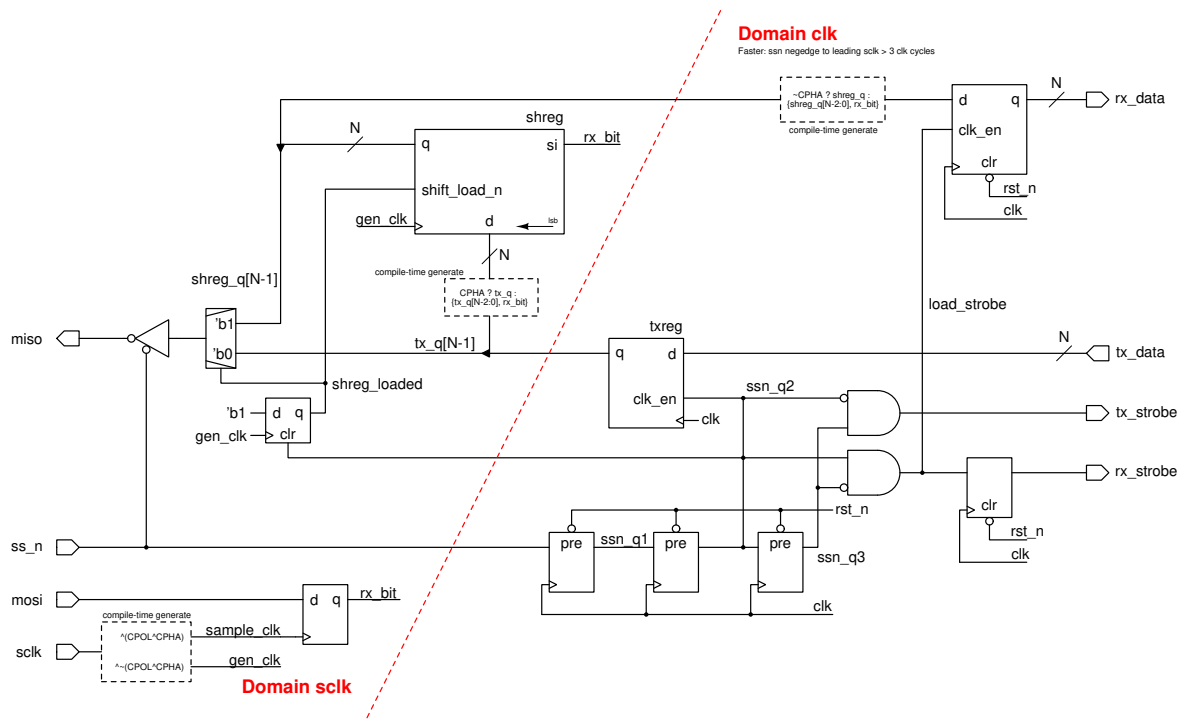 Domain clk
Faster: ssn negedge to leading sclk > 3 clk cycles
~CPHA ? shreg_q :
{shreg_q[N-2:0], rx_bit}
compile-time generate
d
q
N
rx_data
clk_en
clr
rst_n
clk
shreg
N
q
si
rx_bit
shift_load_n
gen_clk
d
lsb
N
compile-time generate
CPHA ? tx_q :
{tx_q[N-2:0], rx_bit}
shreg_q[N-1]
load_strobe
miso
'b1
'b0
tx_q[N-1]
txreg
q
d
N
tx_data
clk_en
clk
shreg_loaded
'b1
d
q
gen_clk
clr
ssn_q2
tx_strobe
rx_strobe
clr
rst_n
clk
rst_n
ss_n
pre
ssn_q1
pre
pre
ssn_q3
clk
mosi
d
q
rx_bit
compile-time generate
^(CPOL^CPHA)
sample_clk
sclk
^~(CPOL^CPHA)
gen_clk
Domain sclk